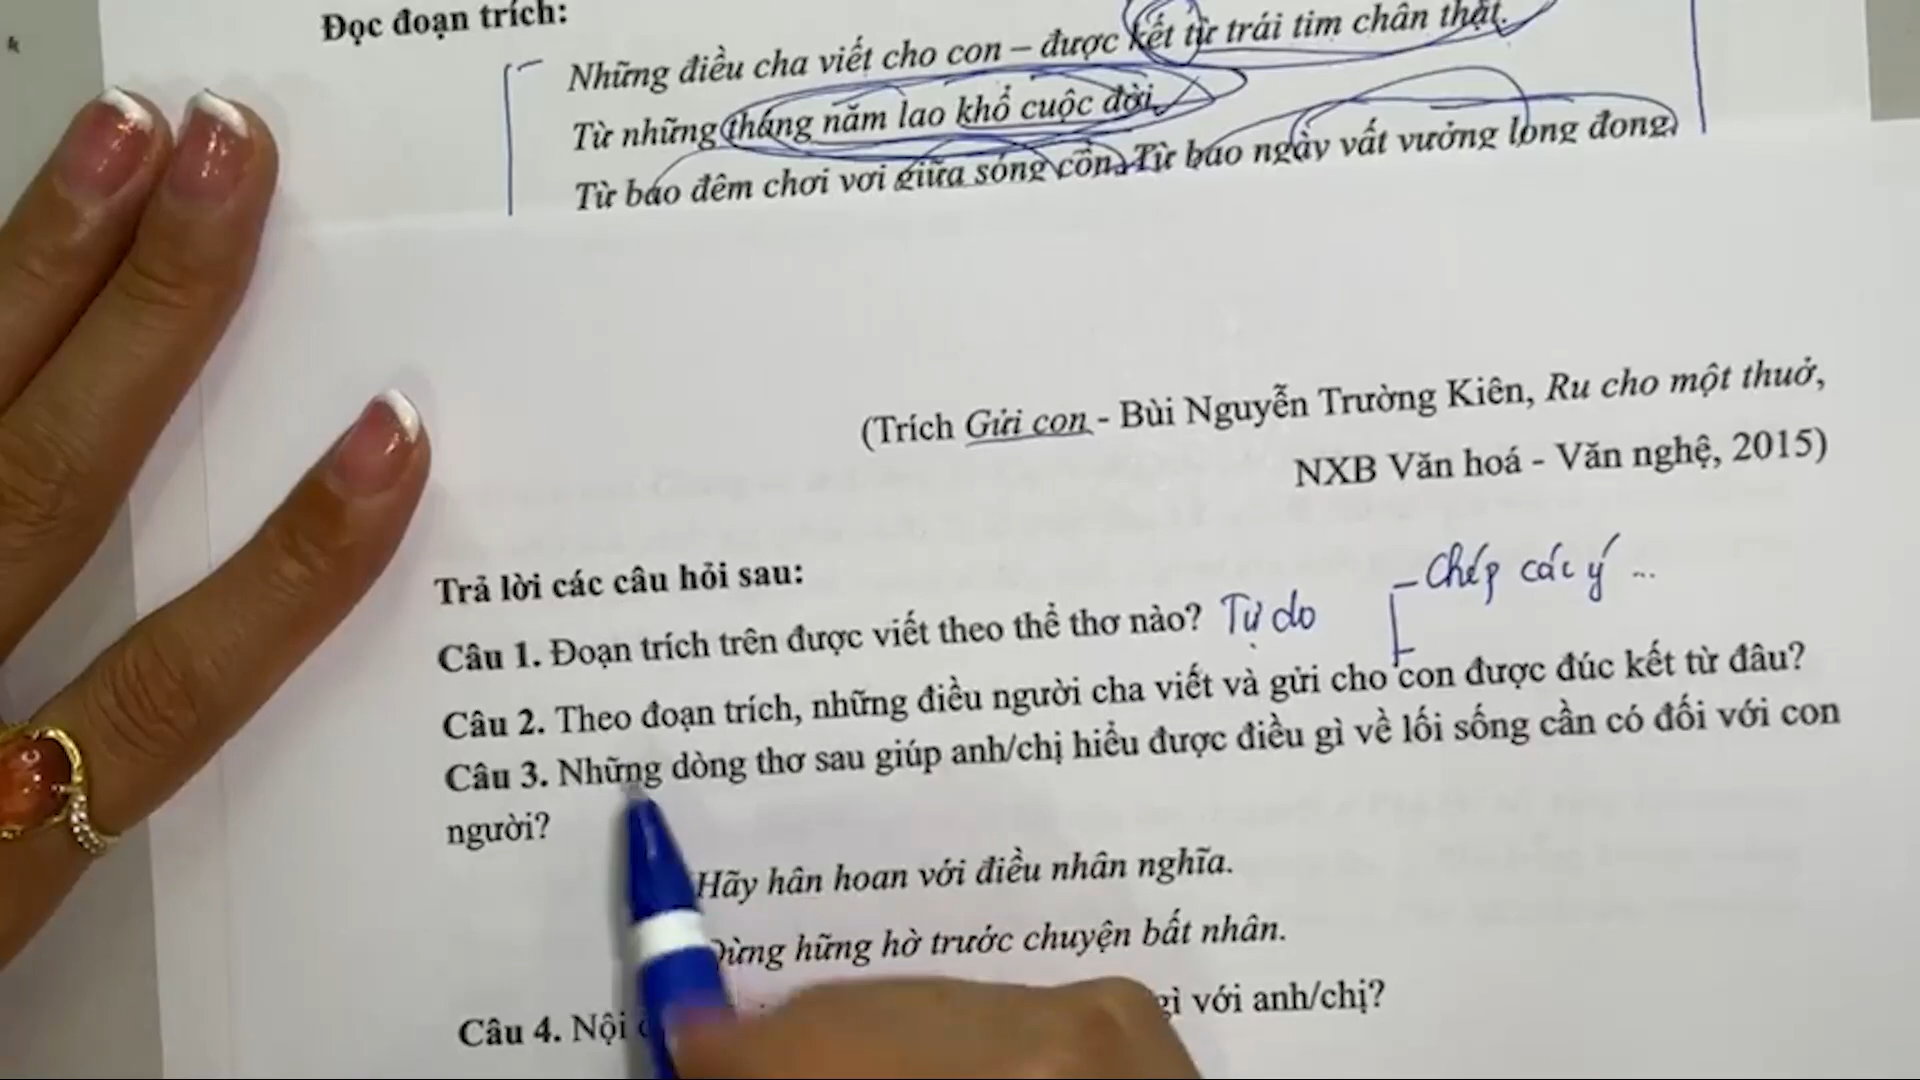 Đọc đoạn trích:
Những điều cha viết cho con – được kết từ trái tim chân thật.
Từ những tháng năm lao khổ cuộc đời.
Từ bao đêm chơi vơi giữa sóng cồn. Từ bao ngày vất vưởng long đong.
(Trích Gửi con - Bùi Nguyễn Trường Kiên, Ru cho một thuở,
NXB Văn hoá - Văn nghệ, 2015)
Trả lời các câu hỏi sau:
- Chép các ý ...
Câu 1. Đoạn trích trên được viết theo thể thơ nào? Tự do
Câu 2. Theo đoạn trích, những điều người cha viết và gửi cho con được đúc kết từ đâu?
Câu 3. Những dòng thơ sau giúp anh/chị hiểu được điều gì về lối sống cần có đối với con
người?
Hãy hân hoan với điều nhân nghĩa.
Đừng hững hờ trước chuyện bất nhân.
Câu 4. Nội gì với anh/chị?